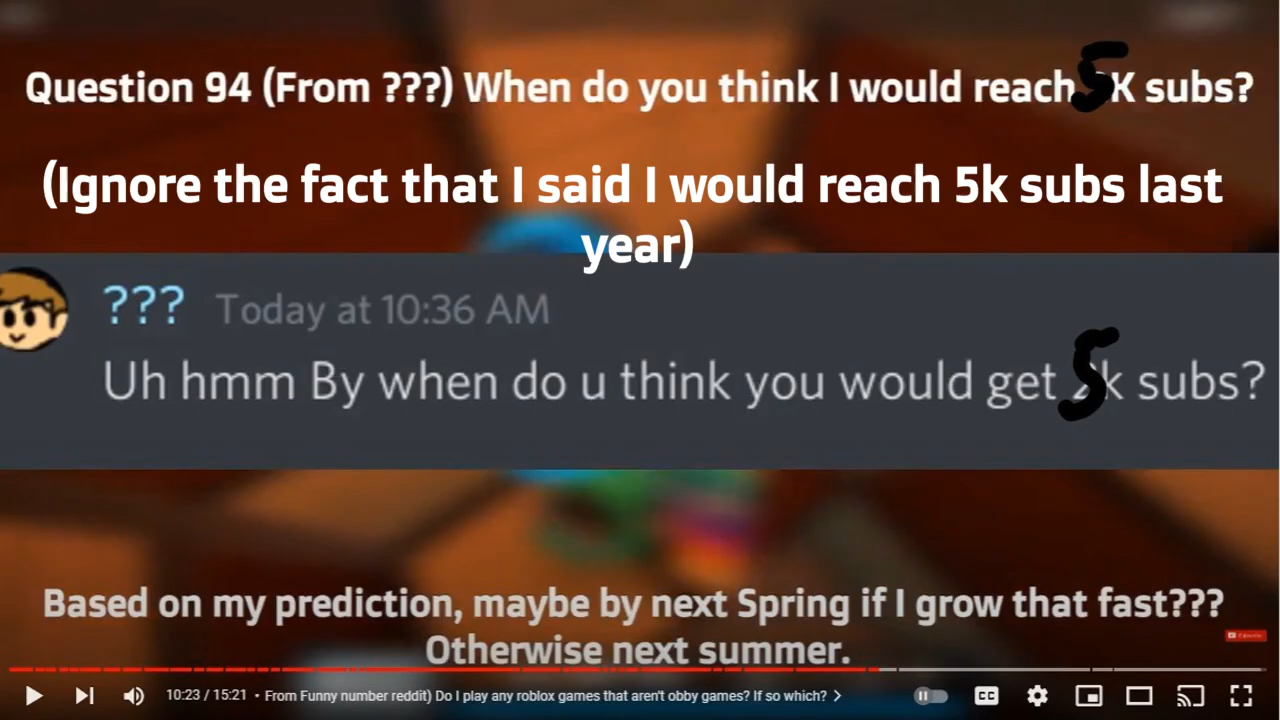 Question 94 (From ???) When do you think I would reach 5K subs?
(Ignore the fact that I said I would reach 5k subs last
year)
??? Today at 10:36 AM
Uh hmm By when do u think you would get 5k subs?
Based on my prediction, maybe by next Spring if I grow that fast???
Otherwise next summer.
10:23 / 15:21 • From Funny number reddit) Do I play any roblox games that aren't obby games? If so which?
CC